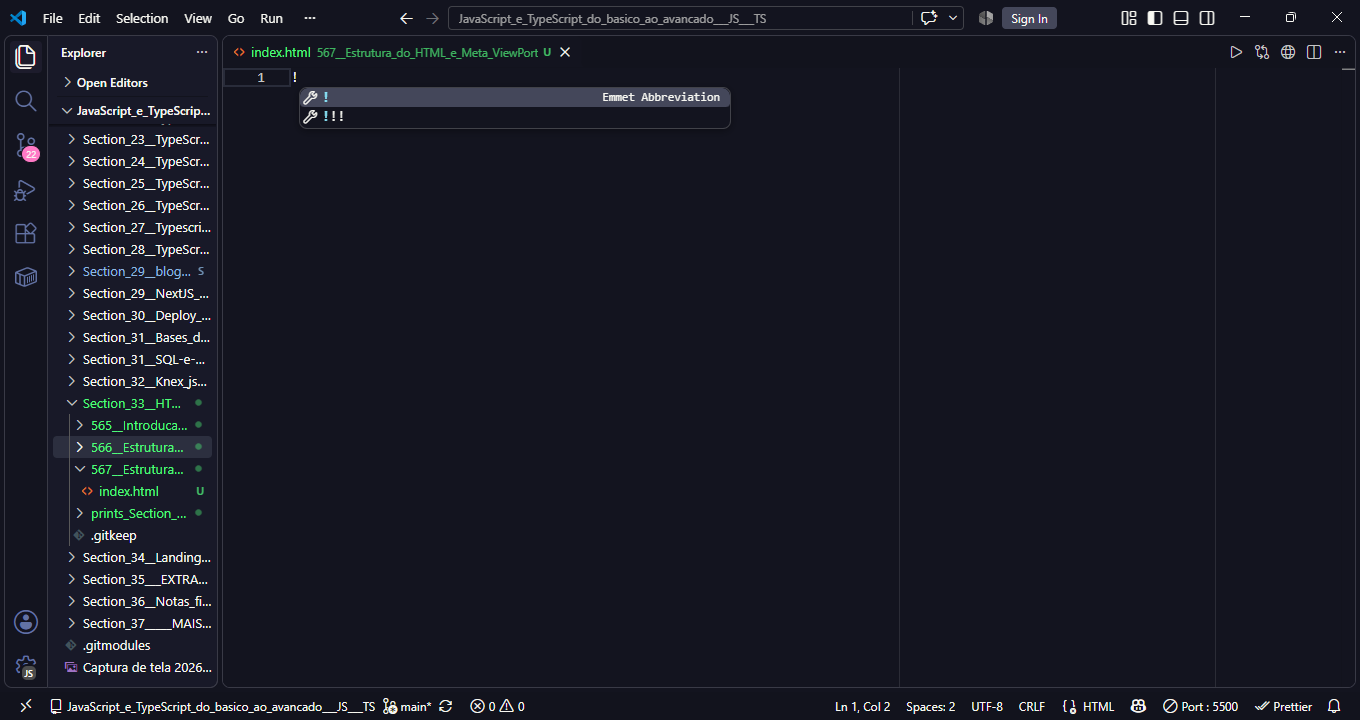 File Edit Selection View Go Run ··· JavaScript_e_TypeScript_do_basico_ao_avancado___JS__TS Sign In
Explorer ···
Open Editors
JavaScript_e_TypeScrip...
Section_23__TypeScr...
Section_24__TypeScr...
Section_25__TypeScr...
Section_26__TypeScr...
Section_27__Typescri...
Section_28__TypeScr...
Section_29__blog... S
Section_29__NextJS_...
Section_30__Deploy_...
Section_31__Bases_d...
Section_31__SQL-e-...
Section_32__Knex_js...
Section_33__HT...
565__Introduca...
566__Estrutura...
567__Estrutura...
index.html U
prints_Section_...
.gitkeep
Section_34__Landing...
Section_35___EXTRA...
Section_36__Notas_fi...
Section_37_____MAIS...
.gitmodules
Captura de tela 2026...
22
JS
index.html 567__Estrutura_do_HTML_e_Meta_ViewPort U
1 !
! Emmet Abbreviation
!!!
JavaScript_e_TypeScript_do_basico_ao_avancado___JS__TS main* 0 0 Ln 1, Col 2 Spaces: 2 UTF-8 CRLF HTML Port : 5500 Prettier